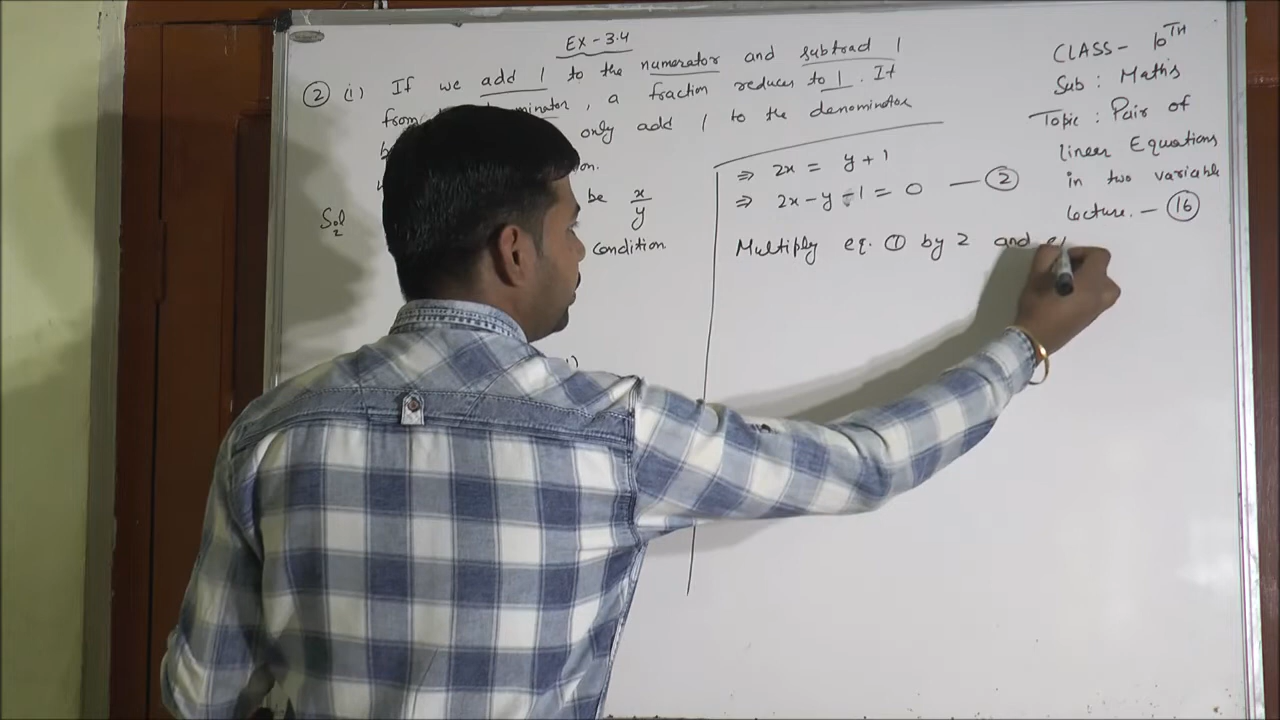 EX - 3.4
② (i) If we add 1 to the numerator and subtract 1
from, a fraction reduces to 1. It
only add 1 to the denominator
Sol
be x/y
condition
⇒ 2x = y + 1
⇒ 2x - y - 1 = 0 — ②
Multiply eq. ① by 2 and
CLASS - 10TH
Sub : Maths
Topic : Pair of
linear Equations
in two variable
Lecture. - ⑯